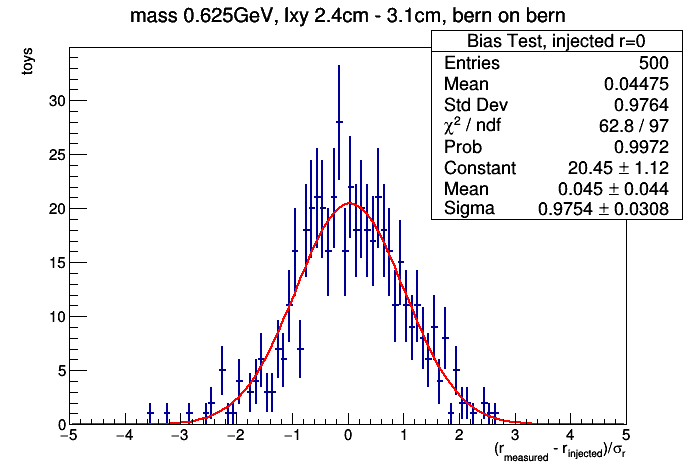 mass 0.625GeV, lxy 2.4cm - 3.1cm, bern on bern
toys
Bias Test, injected r=0
Entries 500
Mean 0.04475
Std Dev 0.9764
χ² / ndf 62.8 / 97
Prob 0.9972
Constant 20.45 ± 1.12
Mean 0.045 ± 0.044
Sigma 0.9754 ± 0.0308
30
25
20
15
10
5
0
−5 −4 −3 −2 −1 0 1 2 3 4 5
(r_measured - r_injected)/σ_r